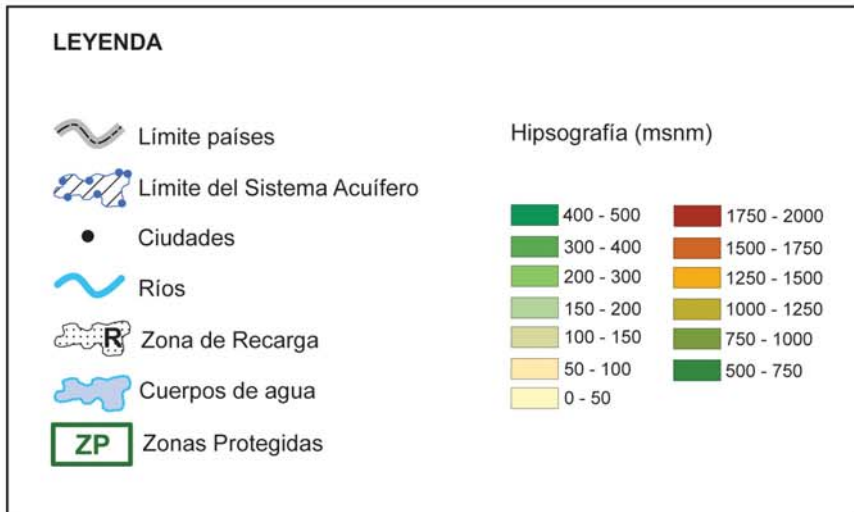 LEYENDA
Límite países
Límite del Sistema Acuífero
Ciudades
Ríos
R Zona de Recarga
Cuerpos de agua
ZP Zonas Protegidas
Hipsografía (msnm)
400 - 500
300 - 400
200 - 300
150 - 200
100 - 150
50 - 100
0 - 50
1750 - 2000
1500 - 1750
1250 - 1500
1000 - 1250
750 - 1000
500 - 750